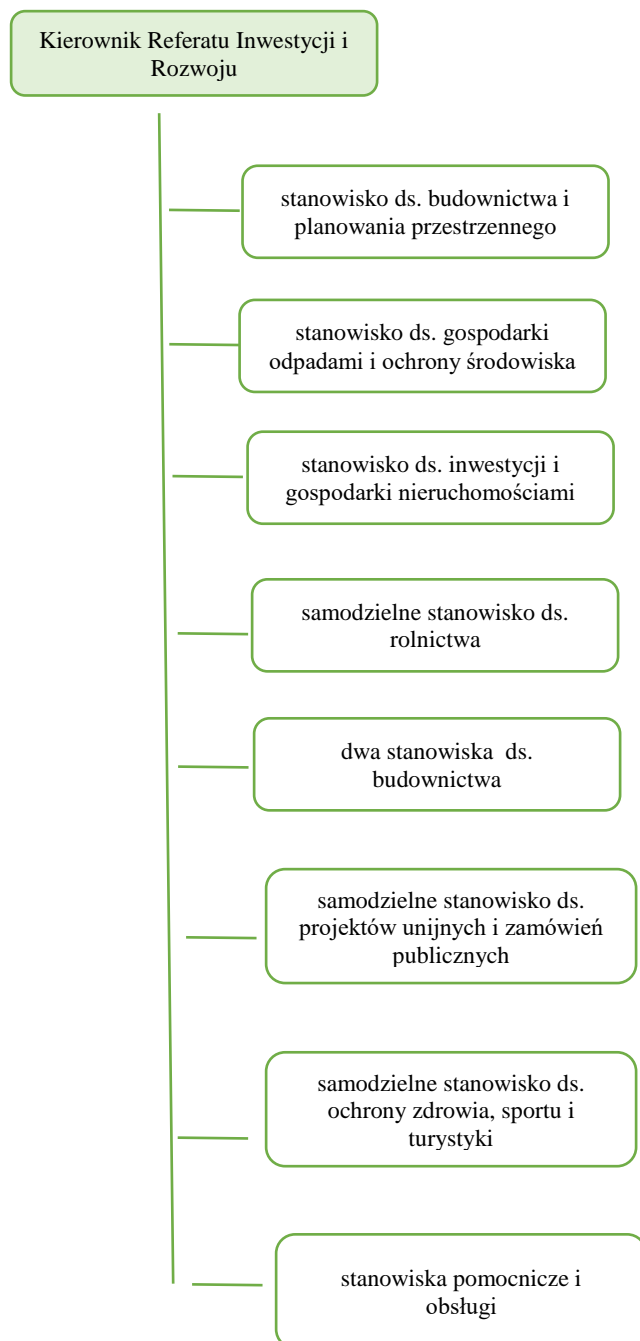 Kierownik Referatu Inwestycji i
Rozwoju
stanowisko ds. budownictwa i
planowania przestrzennego
stanowisko ds. gospodarki
odpadami i ochrony środowiska
stanowisko ds. inwestycji i
gospodarki nieruchomościami
samodzielne stanowisko ds.
rolnictwa
dwa stanowiska ds.
budownictwa
samodzielne stanowisko ds.
projektów unijnych i zamówień
publicznych
samodzielne stanowisko ds.
ochrony zdrowia, sportu i
turystyki
stanowiska pomocnicze i
obsługi